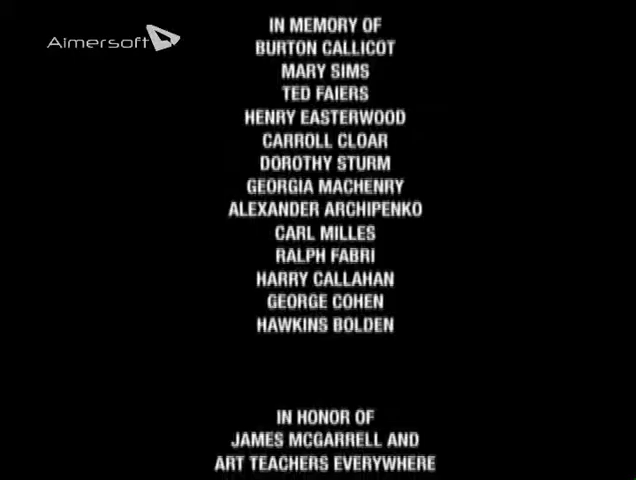 Aimersoft
IN MEMORY OF
BURTON CALLICOT
MARY SIMS
TED FAIERS
HENRY EASTERWOOD
CARROLL CLOAR
DOROTHY STURM
GEORGIA MACHENRY
ALEXANDER ARCHIPENKO
CARL MILLES
RALPH FABRI
HARRY CALLAHAN
GEORGE COHEN
HAWKINS BOLDEN
IN HONOR OF
JAMES MCGARRELL AND
ART TEACHERS EVERYWHERE